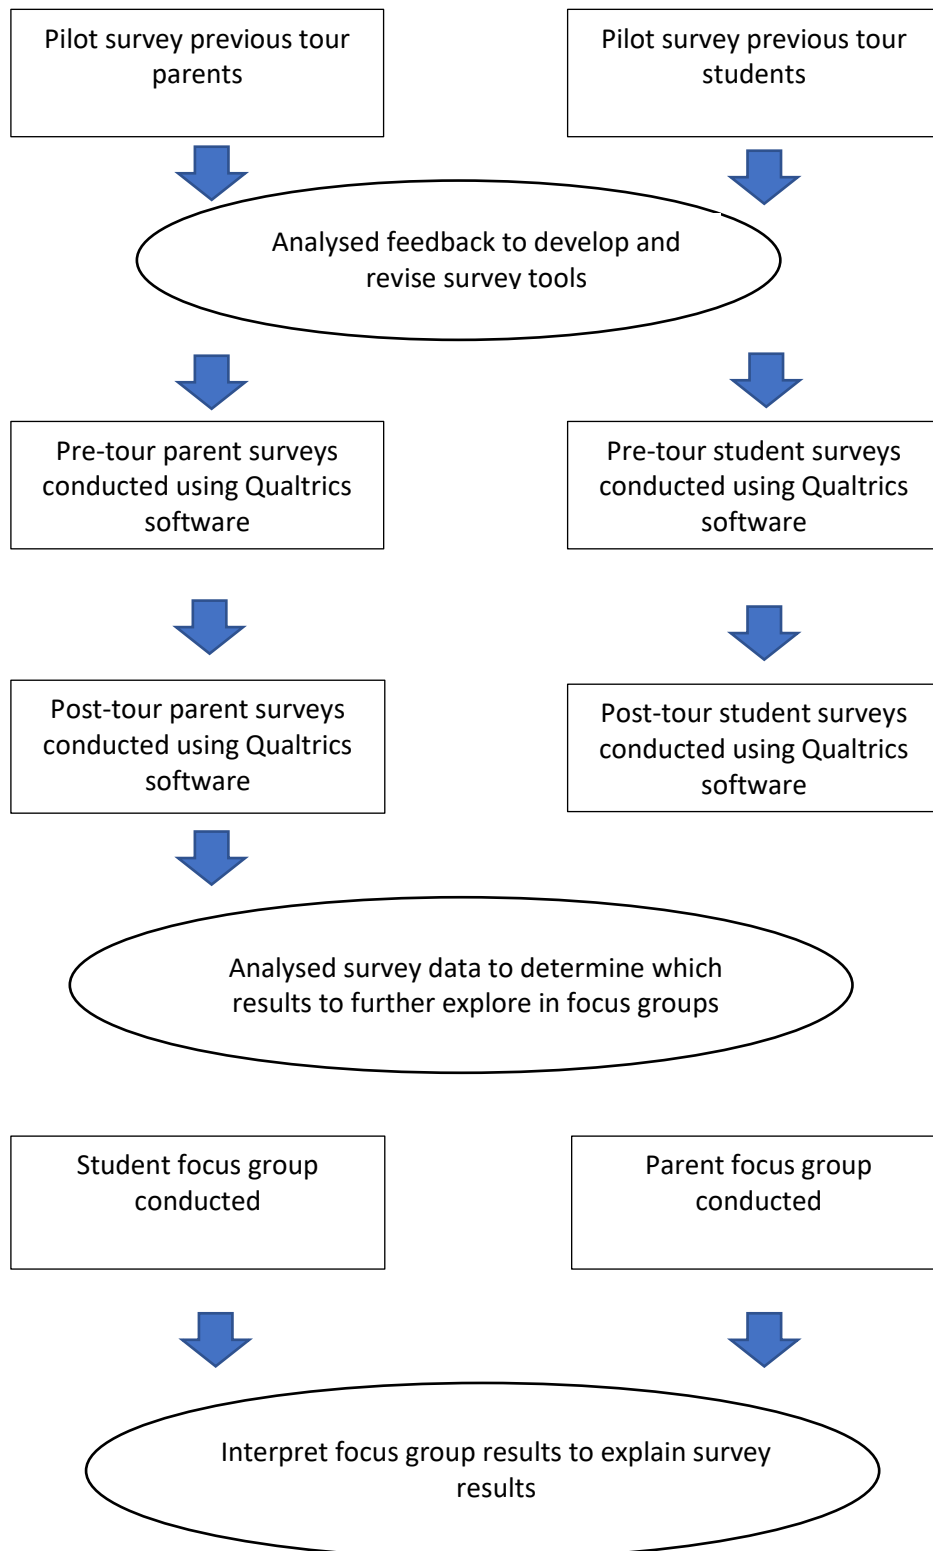 Pilot survey previous tour
parents
Pilot survey previous tour
students
Analysed feedback to develop and
revise survey tools
Pre-tour parent surveys
conducted using Qualtrics
software
Pre-tour student surveys
conducted using Qualtrics
software
Post-tour parent surveys
conducted using Qualtrics
software
Post-tour student surveys
conducted using Qualtrics
software
Analysed survey data to determine which
results to further explore in focus groups
Student focus group
conducted
Parent focus group
conducted
Interpret focus group results to explain survey
results